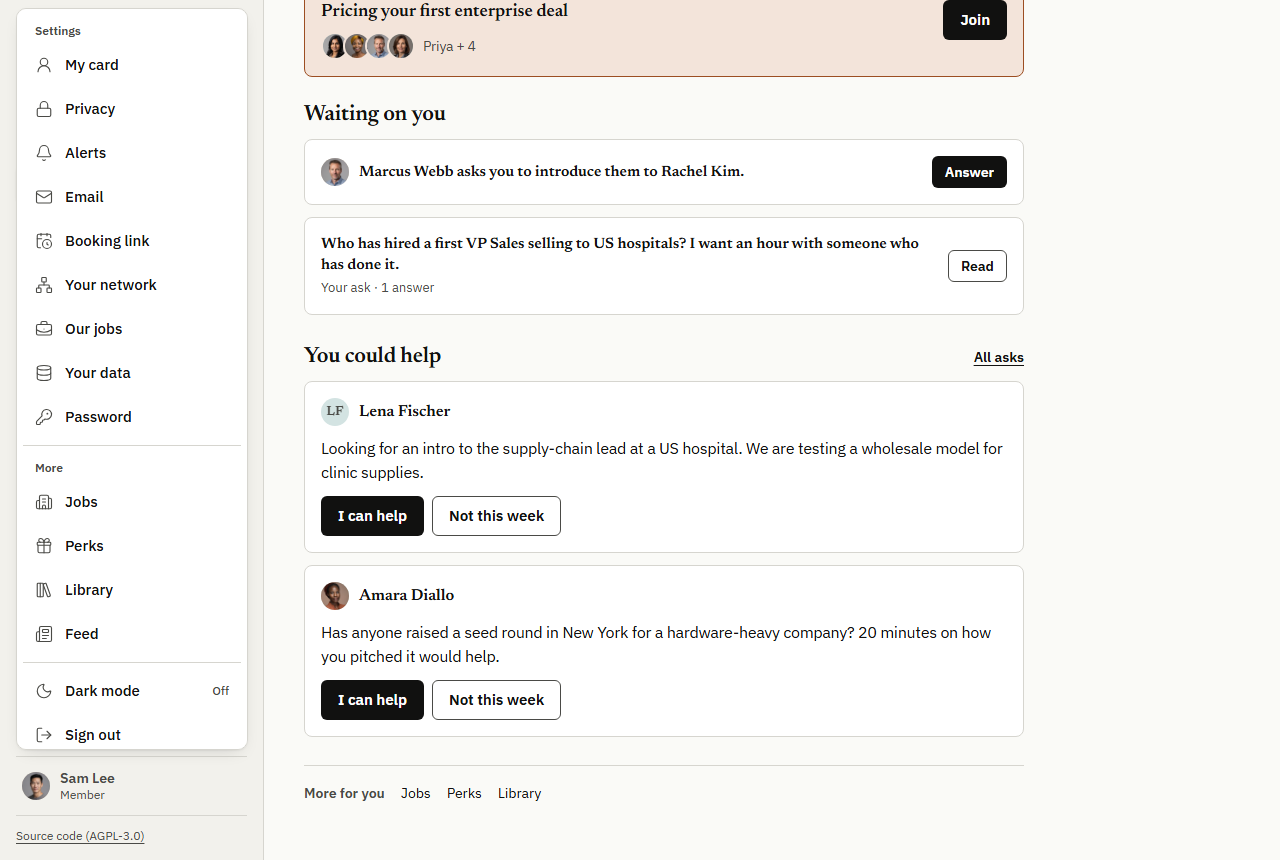 Settings
My card
Privacy
Alerts
Email
Booking link
Your network
Our jobs
Your data
Password
More
Jobs
Perks
Library
Feed
Dark mode Off
Sign out
Sam Lee
Member
Source code (AGPL-3.0)
Pricing your first enterprise deal
Priya + 4
Join
Waiting on you
Marcus Webb asks you to introduce them to Rachel Kim.
Answer
Who has hired a first VP Sales selling to US hospitals? I want an hour with someone who
has done it.
Your ask · 1 answer
Read
You could help
All asks
LF Lena Fischer
Looking for an intro to the supply-chain lead at a US hospital. We are testing a wholesale model for
clinic supplies.
I can help Not this week
Amara Diallo
Has anyone raised a seed round in New York for a hardware-heavy company? 20 minutes on how
you pitched it would help.
I can help Not this week
More for you Jobs Perks Library